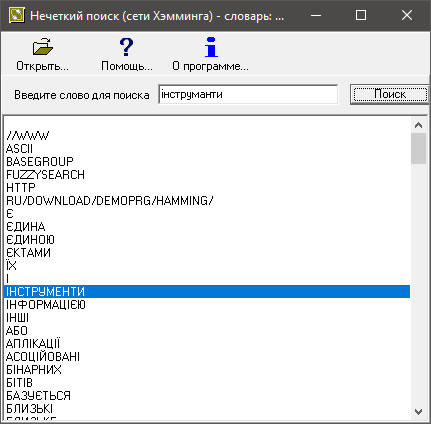 Нечеткий поиск (сети Хэмминга) - словарь: ...
Открыть... Помощь... О программе...
Введите слово для поиска інструманти Поиск
//WWW
ASCII
BASEGROUP
FUZZYSEARCH
HTTP
RU/DOWNLOAD/DEMOPRG/HAMMING/
Є
ЄДИНА
ЄДИНОЮ
ЄКТАМИ
ЇХ
І
ІНСТРУМЕНТИ
ІНФОРМАЦІЄЮ
ІНШІ
АБО
АПЛІКАЦІЇ
АСОЦІЙОВАНІ
БІНАРНИХ
БІТІВ
БАЗУЄТЬСЯ
БЛИЗЬКІ
БЛИЗЬКЕ